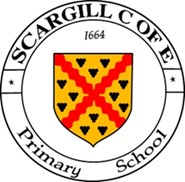 SCARGILL C OF E
1664
Primary School